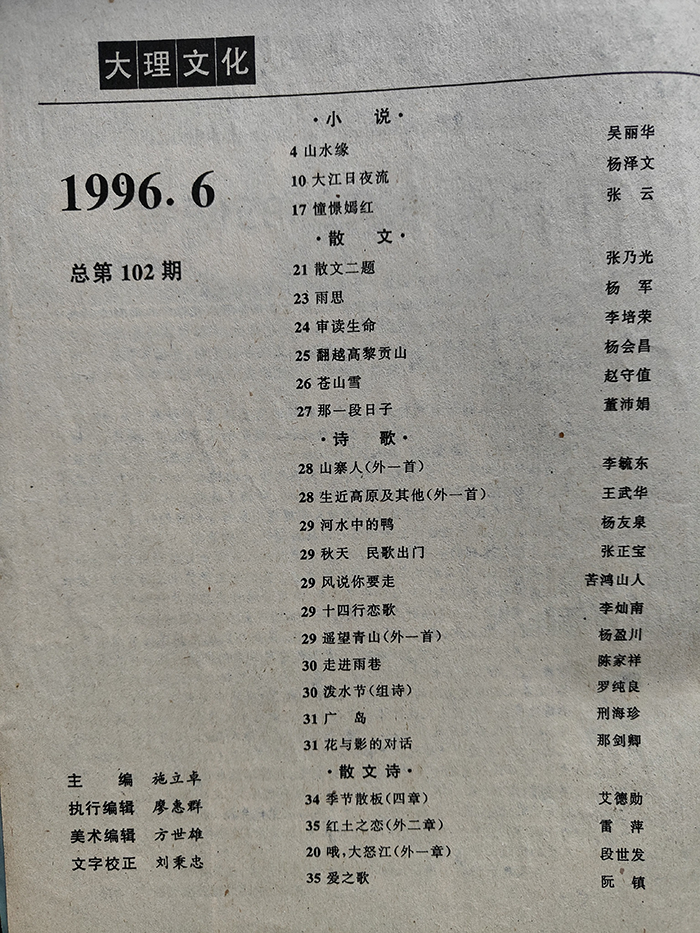 大理文化
1996.6
总第102期
·小 说·
4 山水缘 吴丽华
10 大江日夜流 杨泽文
17 憧憬嫣红 张 云
·散 文·
21 散文二题 张乃光
23 雨思 杨 军
24 审读生命 李培荣
25 翻越高黎贡山 杨会昌
26 苍山雪 赵守值
27 那一段日子 董沛娟
·诗 歌·
28 山寨人(外一首) 李毓东
28 生近高原及其他(外一首) 王武华
29 河水中的鸭 杨友泉
29 秋天 民歌出门 张正宝
29 风说你要走 苦鸿山人
29 十四行恋歌 李灿南
29 遥望青山(外一首) 杨盈川
30 走进雨巷 陈家祥
30 泼水节(组诗) 罗纯良
31 广 岛 刑海珍
31 花与影的对话 那剑卿
·散文诗·
34 季节散板(四章) 艾德勋
35 红土之恋(外二章) 雷 萍
20 哦,大怒江(外一章) 段世发
35 爱之歌 阮 镇
主 编 施立卓
执行编辑 廖惠群
美术编辑 方世雄
文字校正 刘秉忠